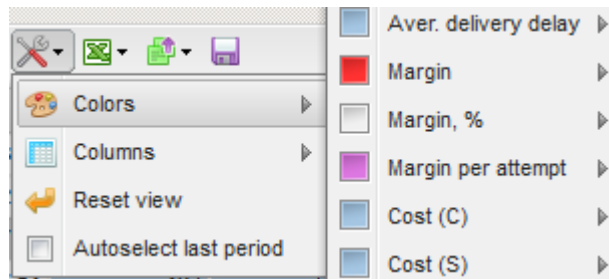 Colors
Columns
Reset view
Autoselect last period
Aver. delivery delay
Margin
Margin, %
Margin per attempt
Cost (C)
Cost (S)